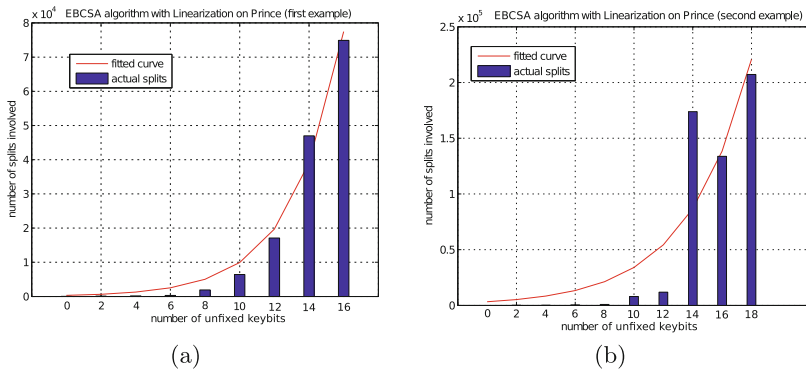 EBCSA algorithm with Linearization on Prince (first example)
x 10^4
8
7
6
5
4
3
2
1
0
number of splits involved
fitted curve
actual splits
0 2 4 6 8 10 12 14 16
number of unfixed keybits
(a)
EBCSA algorithm with Linearization on Prince (second example)
x 10^5
2.5
2
1.5
1
0.5
0
number of splits involved
fitted curve
actual splits
0 2 4 6 8 10 12 14 16 18
number of unfixed keybits
(b)